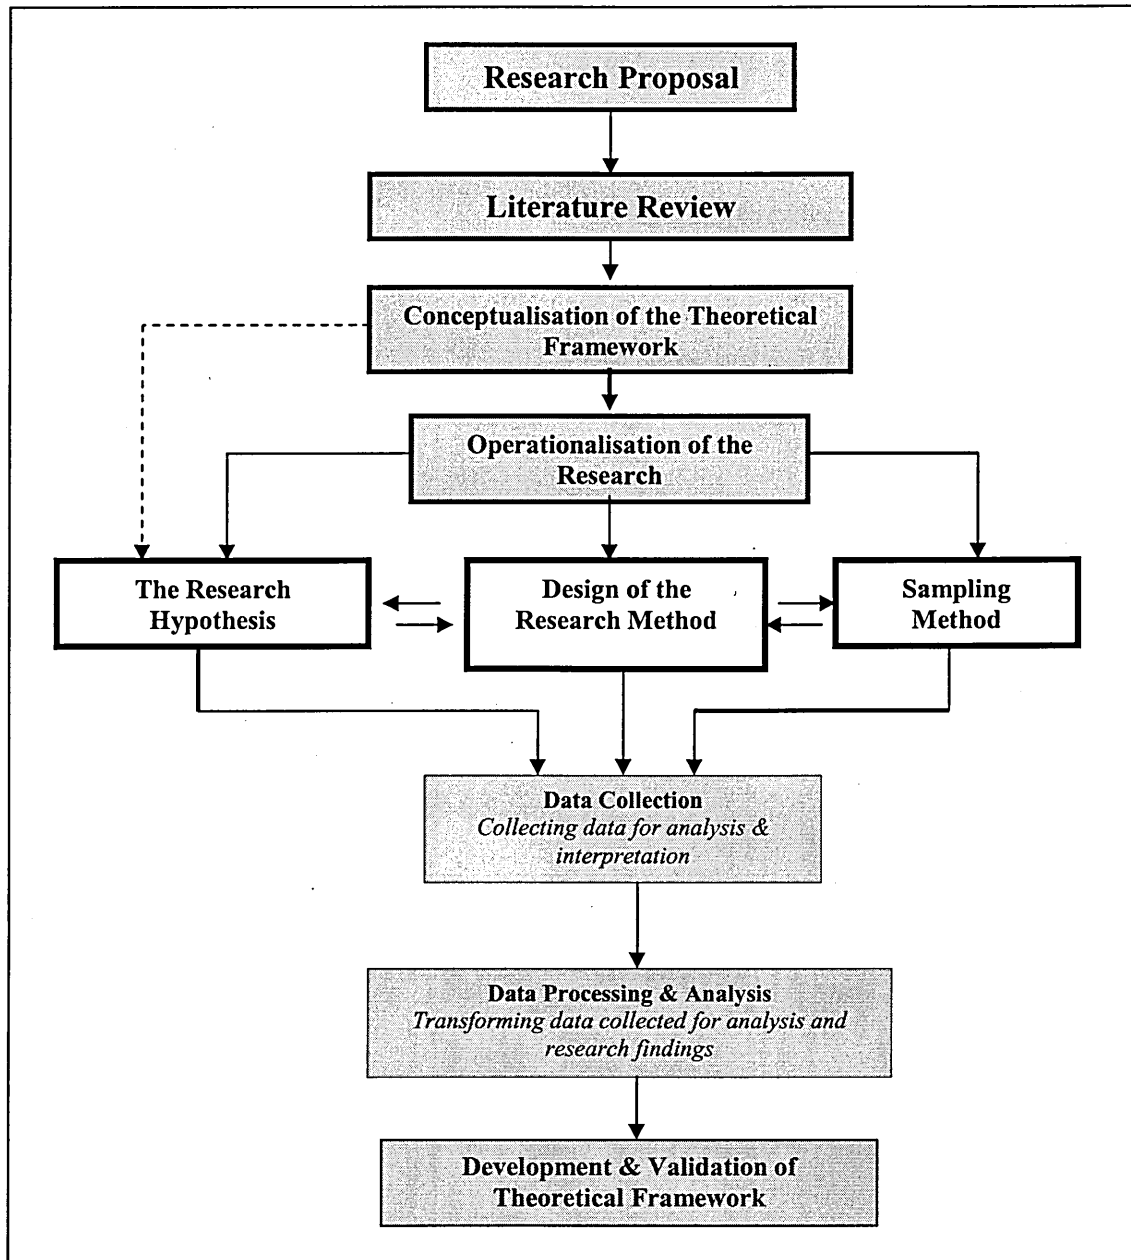 Research Proposal
Literature Review
Conceptualisation of the Theoretical
Framework
Operationalisation of the
Research
The Research
Hypothesis
Design of the
Research Method
Sampling
Method
Data Collection
Collecting data for analysis &
interpretation
Data Processing & Analysis
Transforming data collected for analysis and
research findings
Development & Validation of
Theoretical Framework